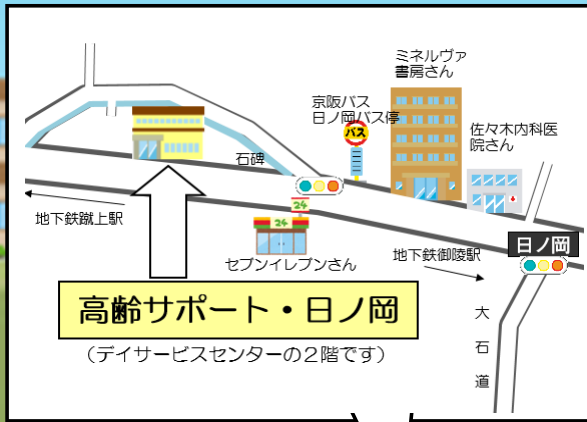 ミネルヴァ
書房さん
京阪バス
日ノ岡バス停
バス
佐々木内科医
院さん
石碑
24
24
地下鉄蹴上駅
セブンイレブンさん
地下鉄御陵駅
日ノ岡
高齢サポート・日ノ岡
(デイサービスセンターの2階です)
大石道